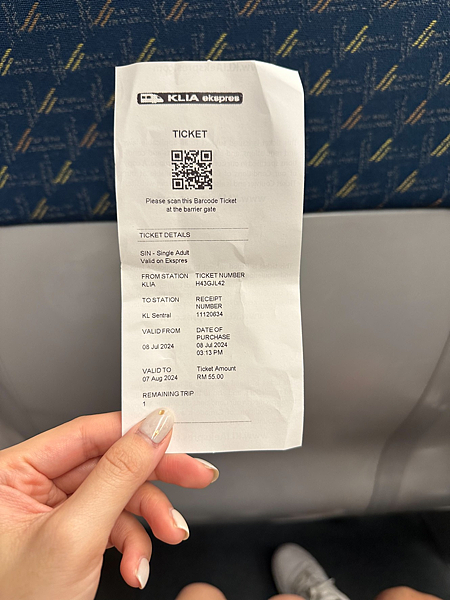 KLIA ekspres
TICKET
Please scan this Barcode Ticket
at the barrier gate
TICKET DETAILS
SIN - Single Adult
Valid on Ekspres
FROM STATION TICKET NUMBER
KLIA H43GJL42
TO STATION RECEIPT
NUMBER
KL Sentral 11120634
VALID FROM DATE OF
PURCHASE
08 Jul 2024 08 Jul 2024
03:13 PM
VALID TO Ticket Amount
07 Aug 2024 RM 55.00
REMAINING TRIP
1